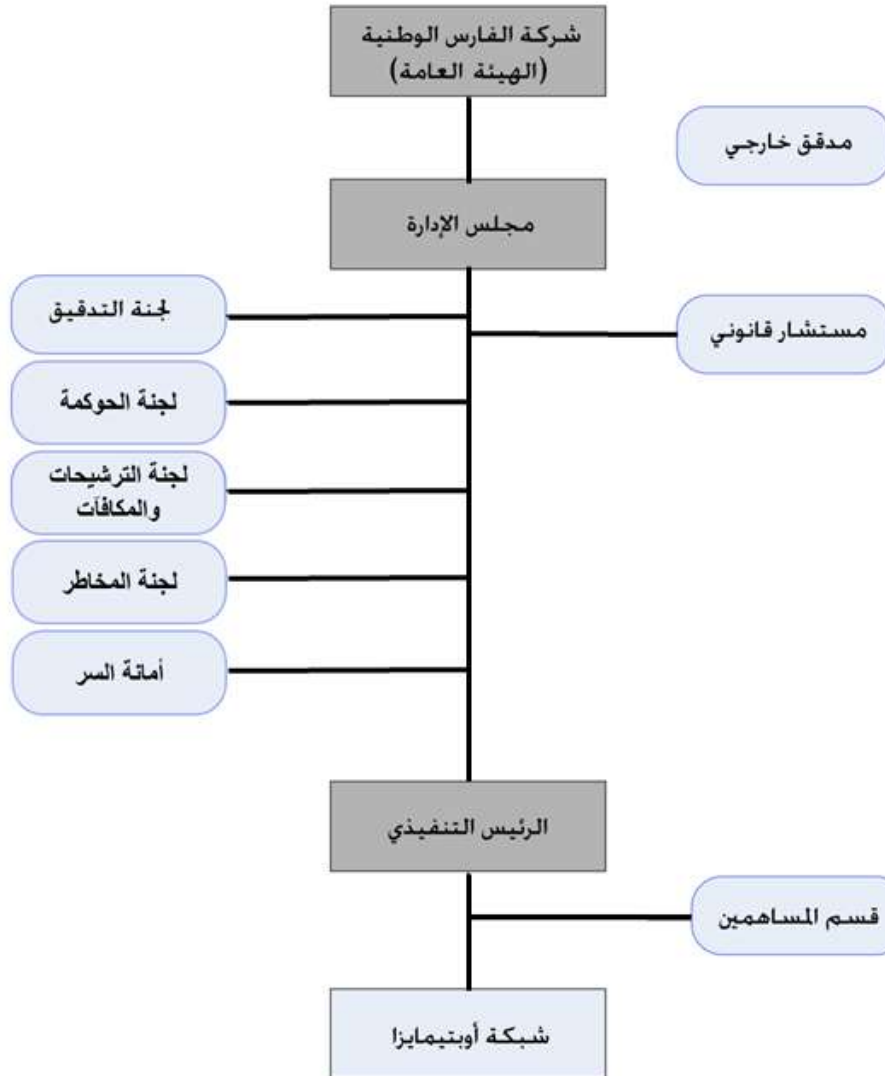 شركة الفارس الوطنية
(الهيئة العامة)
مدقق خارجي
مجلس الإدارة
لجنة التدقيق
مستشار قانوني
لجنة الحوكمة
لجنة الترشيحات
والمكافآت
لجنة المخاطر
أمانة السر
الرئيس التنفيذي
قسم المساهمين
شبكة أوبتيمايزا